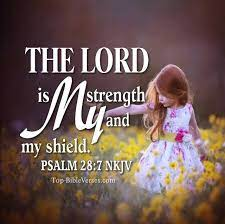 THE LORD
is My strength
and
my shield.
PSALM 28:7 NKJV
Top-BibleVerses.com